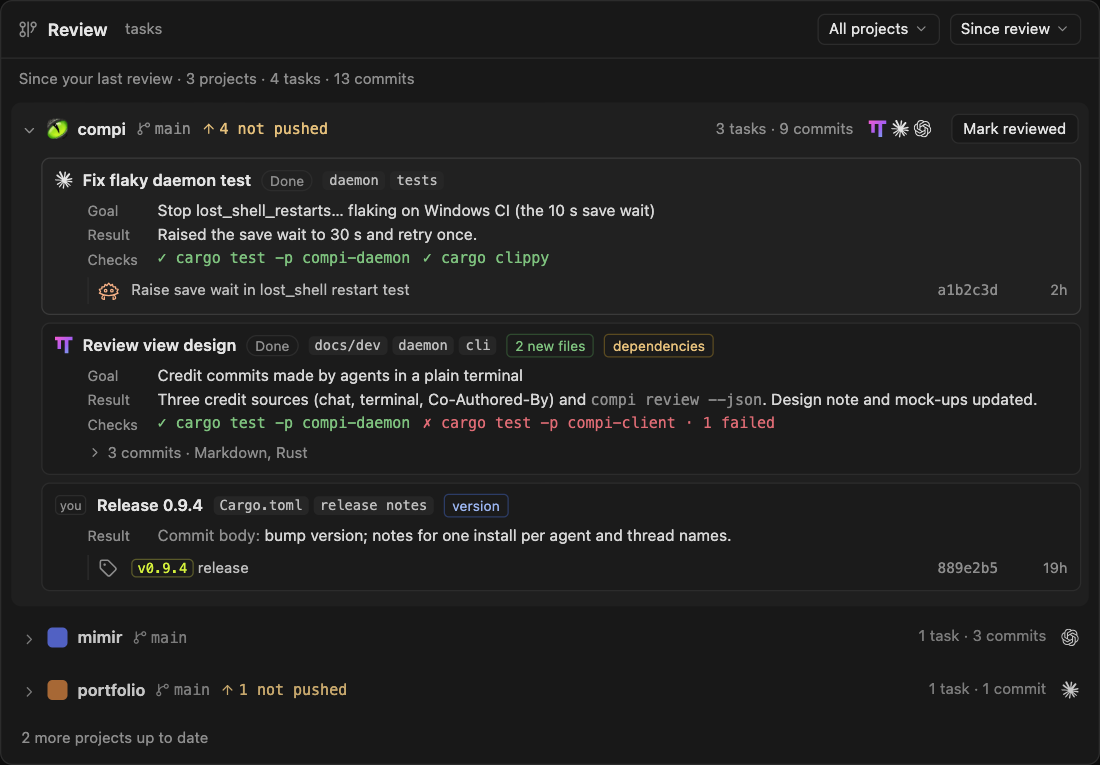 Review tasks All projects Since review
Since your last review · 3 projects · 4 tasks · 13 commits
compi main ↑ 4 not pushed 3 tasks · 9 commits Mark reviewed
Fix flaky daemon test Done daemon tests
Goal Stop lost_shell_restarts... flaking on Windows CI (the 10 s save wait)
Result Raised the save wait to 30 s and retry once.
Checks ✓ cargo test -p compi-daemon ✓ cargo clippy
Raise save wait in lost_shell restart test a1b2c3d 2h
Review view design Done docs/dev daemon cli 2 new files dependencies
Goal Credit commits made by agents in a plain terminal
Result Three credit sources (chat, terminal, Co-Authored-By) and compi review --json. Design note and mock-ups updated.
Checks ✓ cargo test -p compi-daemon ✗ cargo test -p compi-client · 1 failed
3 commits · Markdown, Rust
you Release 0.9.4 Cargo.toml release notes version
Result Commit body: bump version; notes for one install per agent and thread names.
v0.9.4 release 889e2b5 19h
mimir main 1 task · 3 commits
portfolio main ↑ 1 not pushed 1 task · 1 commit
2 more projects up to date